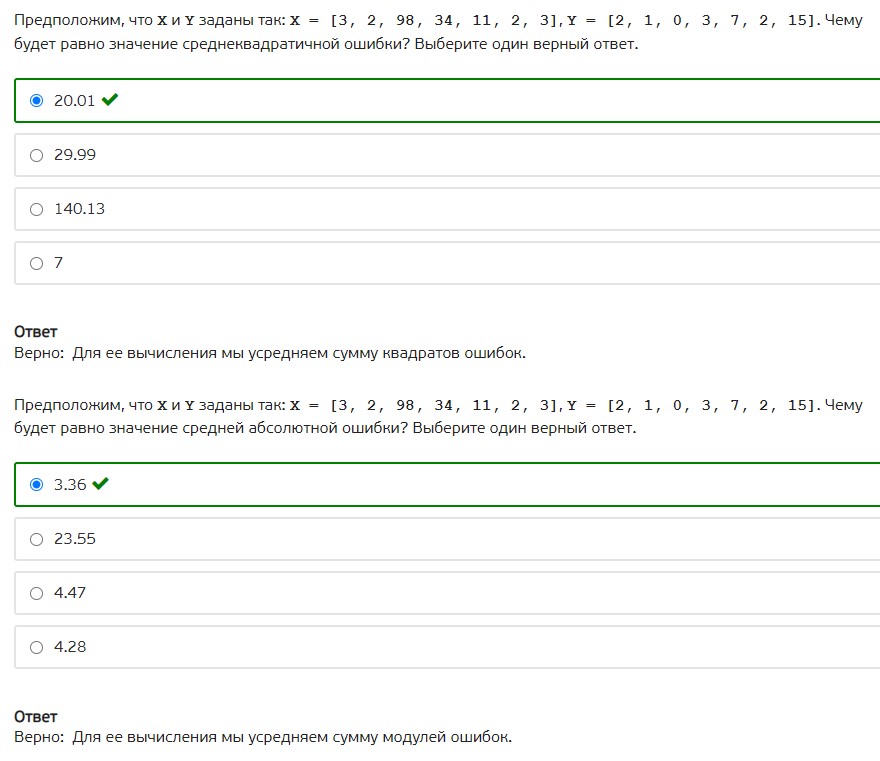 Предположим, что X и Y заданы так: X = [3, 2, 98, 34, 11, 2, 3], Y = [2, 1, 0, 3, 7, 2, 15]. Чему
будет равно значение среднеквадратичной ошибки? Выберите один верный ответ.
20.01
29.99
140.13
7
Ответ
Верно: Для ее вычисления мы усредняем сумму квадратов ошибок.
Предположим, что X и Y заданы так: X = [3, 2, 98, 34, 11, 2, 3], Y = [2, 1, 0, 3, 7, 2, 15]. Чему
будет равно значение средней абсолютной ошибки? Выберите один верный ответ.
3.36
23.55
4.47
4.28
Ответ
Верно: Для ее вычисления мы усредняем сумму модулей ошибок.